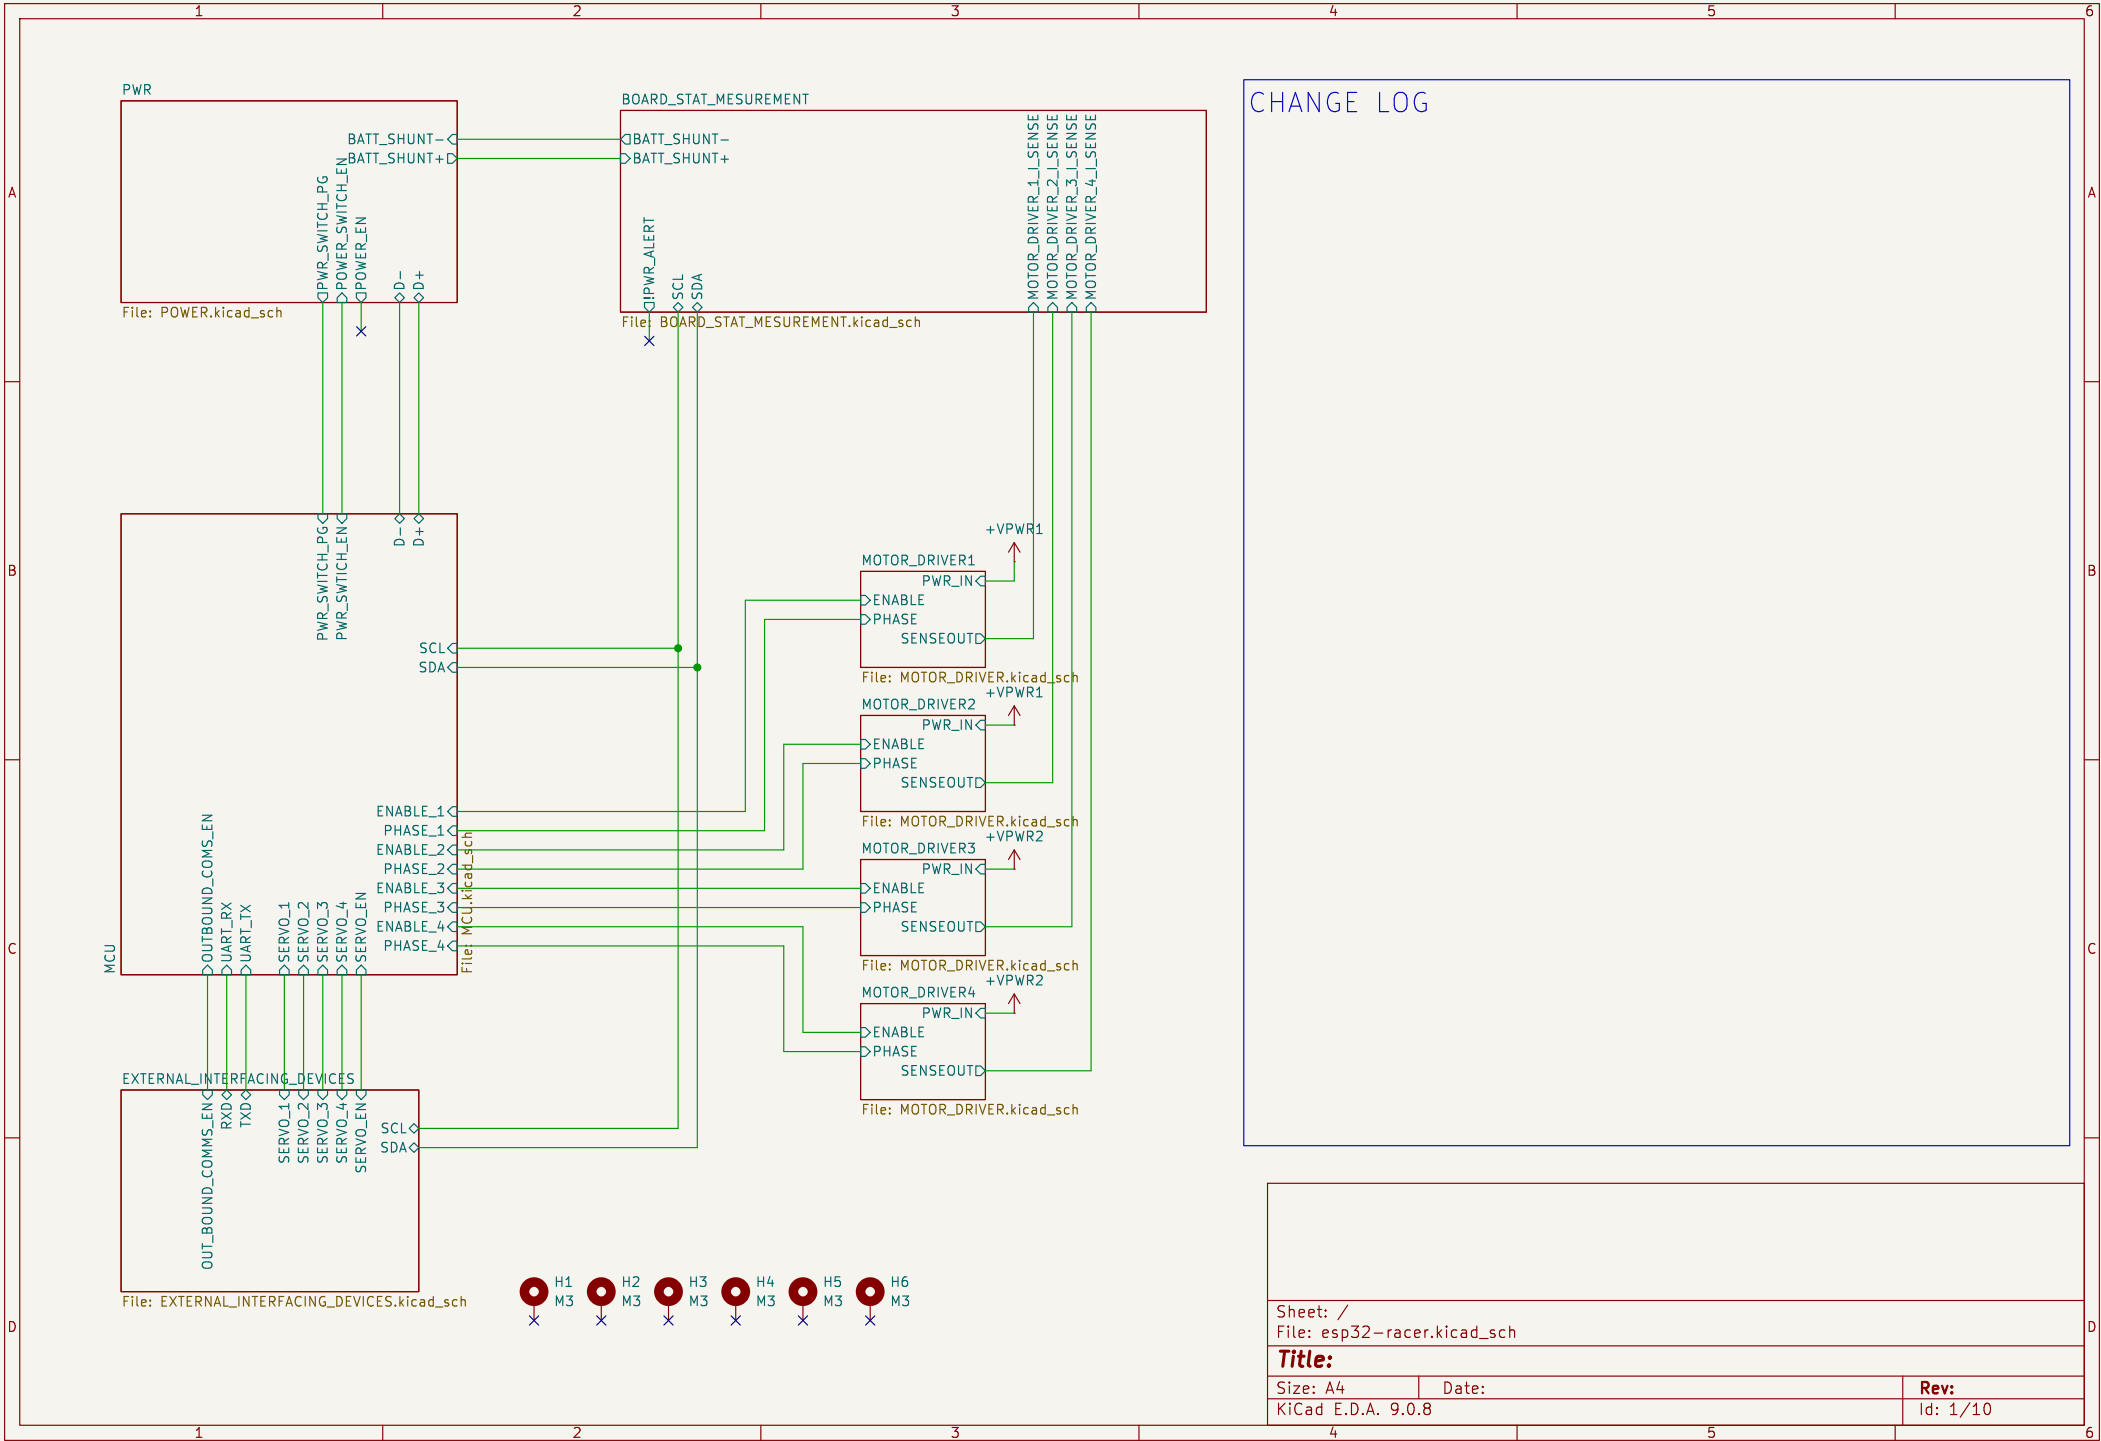 1 2 3 4 5 6
A
B
C
D
A
B
C
D
1 2 3 4 5 6
PWR
BATT_SHUNT-
BATT_SHUNT+
PWR_SWITCH_PG
POWER_SWITCH_EN
POWER_EN
D-
D+
File: POWER.kicad_sch
BOARD_STAT_MESUREMENT
BATT_SHUNT-
BATT_SHUNT+
!PWR_ALERT
SCL
SDA
MOTOR_DRIVER_1_I_SENSE
MOTOR_DRIVER_2_I_SENSE
MOTOR_DRIVER_3_I_SENSE
MOTOR_DRIVER_4_I_SENSE
File: BOARD_STAT_MESUREMENT.kicad_sch
CHANGE LOG
MCU
PWR_SWITCH_PG
PWR_SWTICH_EN
D-
D+
SCL
SDA
ENABLE_1
PHASE_1
ENABLE_2
PHASE_2
ENABLE_3
PHASE_3
ENABLE_4
PHASE_4
OUTBOUND_COMS_EN
UART_RX
UART_TX
SERVO_1
SERVO_2
SERVO_3
SERVO_4
SERVO_EN
File: MCU.kicad_sch
+VPWR1
MOTOR_DRIVER1
PWR_IN
ENABLE
PHASE
SENSEOUT
File: MOTOR_DRIVER.kicad_sch
+VPWR1
MOTOR_DRIVER2
PWR_IN
ENABLE
PHASE
SENSEOUT
File: MOTOR_DRIVER.kicad_sch
+VPWR2
MOTOR_DRIVER3
PWR_IN
ENABLE
PHASE
SENSEOUT
File: MOTOR_DRIVER.kicad_sch
+VPWR2
MOTOR_DRIVER4
PWR_IN
ENABLE
PHASE
SENSEOUT
File: MOTOR_DRIVER.kicad_sch
EXTERNAL_INTERFACING_DEVICES
OUT_BOUND_COMMS_EN
RXD
TXD
SERVO_1
SERVO_2
SERVO_3
SERVO_4
SERVO_EN
SCL
SDA
File: EXTERNAL_INTERFACING_DEVICES.kicad_sch
H1
M3
H2
M3
H3
M3
H4
M3
H5
M3
H6
M3
Sheet: /
File: esp32-racer.kicad_sch
Title:
Size: A4
Date:
Rev:
KiCad E.D.A. 9.0.8
Id: 1/10